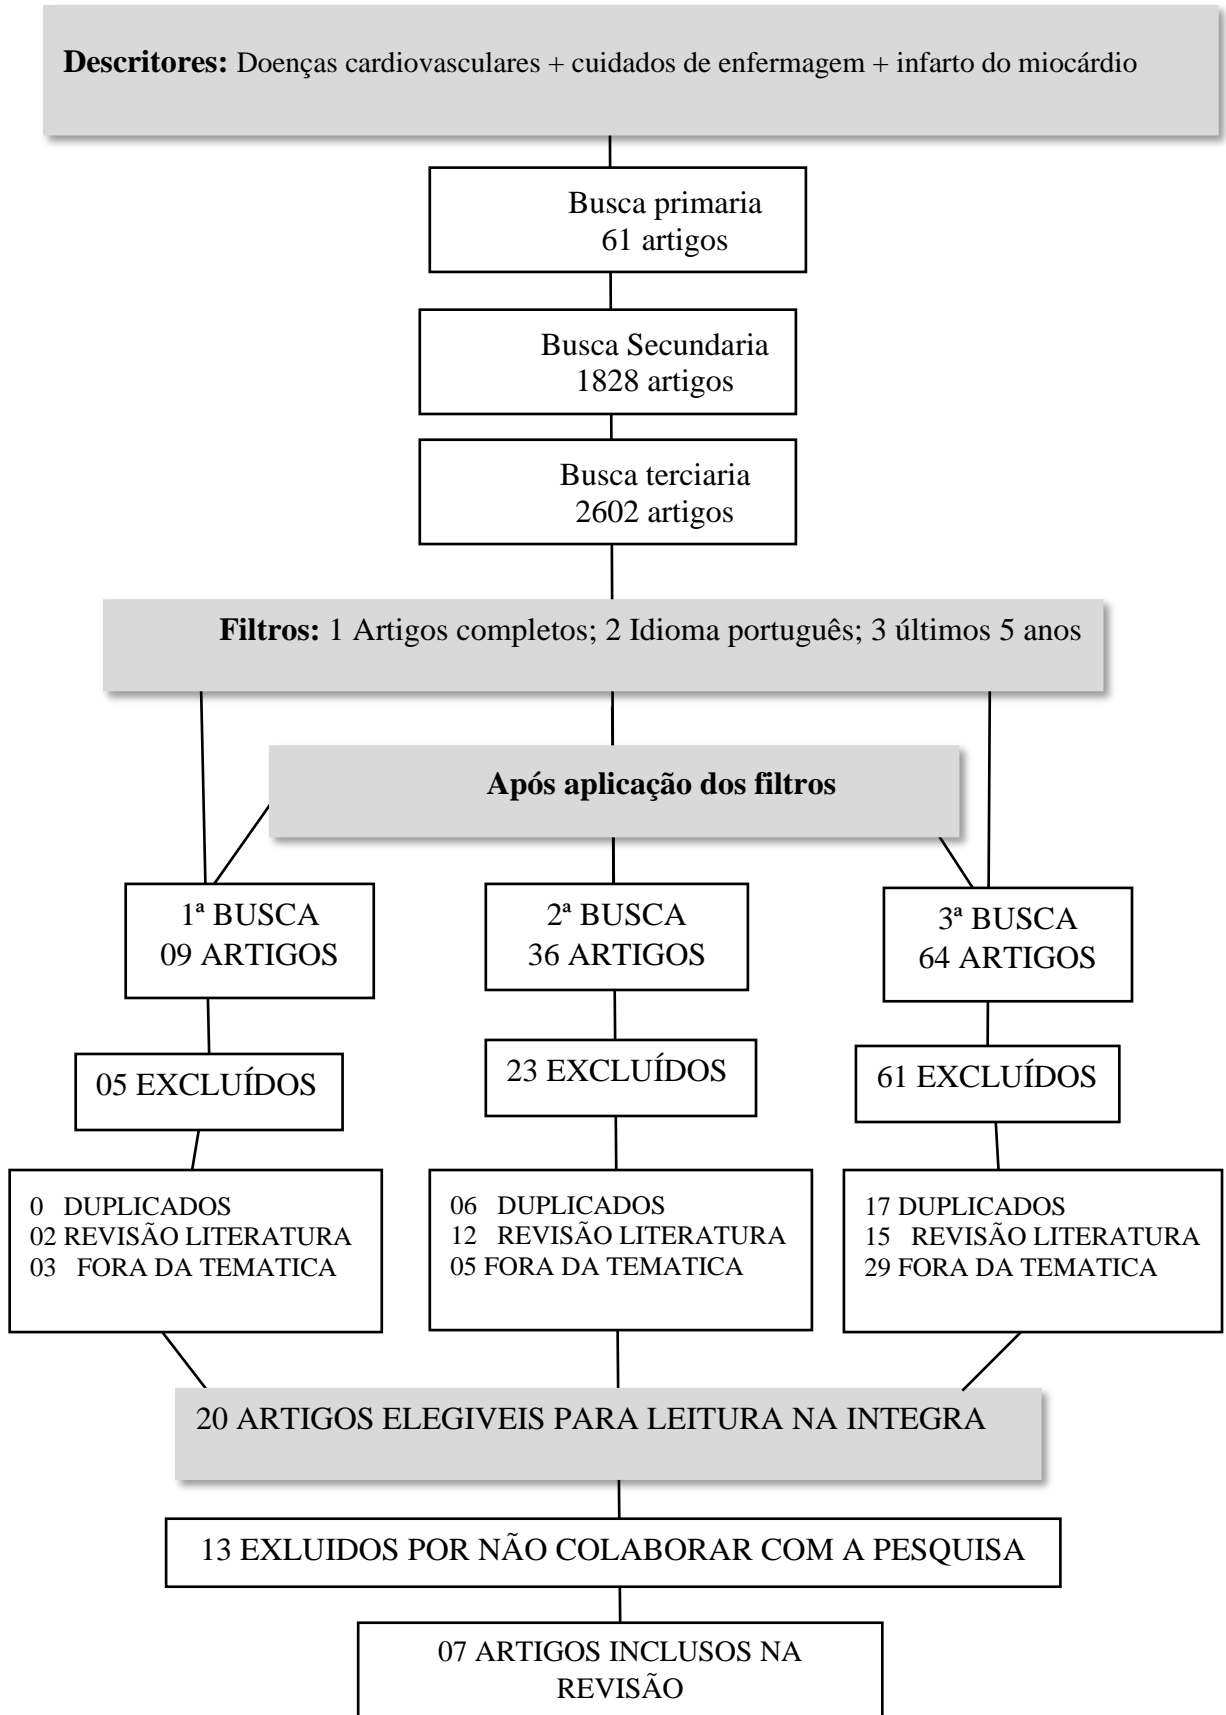 Descritores: Doenças cardiovasculares + cuidados de enfermagem + infarto do miocárdio
Busca primaria
61 artigos
Busca Secundaria
1828 artigos
Busca terciaria
2602 artigos
Filtros: 1 Artigos completos; 2 Idioma português; 3 últimos 5 anos
Após aplicação dos filtros
1ª BUSCA
09 ARTIGOS
2ª BUSCA
36 ARTIGOS
3ª BUSCA
64 ARTIGOS
05 EXCLUÍDOS
23 EXCLUÍDOS
61 EXCLUÍDOS
0 DUPLICADOS
02 REVISÃO LITERATURA
03 FORA DA TEMATICA
06 DUPLICADOS
12 REVISÃO LITERATURA
05 FORA DA TEMATICA
17 DUPLICADOS
15 REVISÃO LITERATURA
29 FORA DA TEMATICA
20 ARTIGOS ELEGIVEIS PARA LEITURA NA INTEGRA
13 EXLUIDOS POR NÃO COLABORAR COM A PESQUISA
07 ARTIGOS INCLUSOS NA
REVISÃO